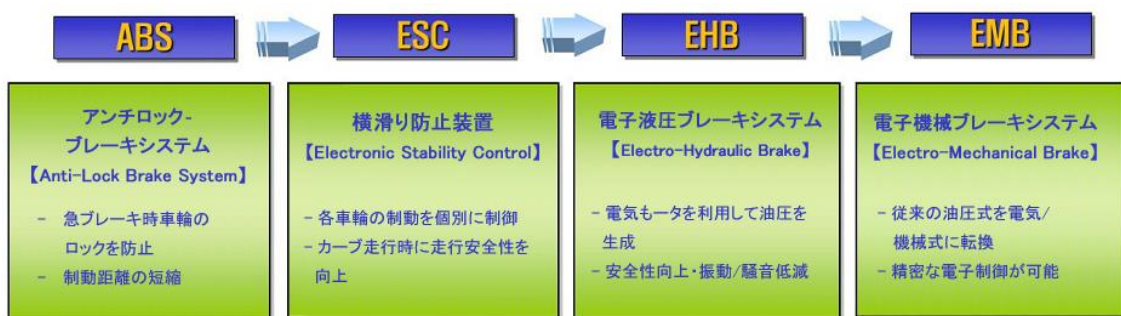 ABS
ESC
EHB
EMB
アンチロック-
ブレーキシステム
【Anti-Lock Brake System】
- 急ブレーキ時車輪の
ロックを防止
- 制動距離の短縮
横滑り防止装置
【Electronic Stability Control】
- 各車輪の制動を個別に制御
- カーブ走行時に走行安全性を
向上
電子液圧ブレーキシステム
【Electro-Hydraulic Brake】
- 電気もータを利用して油圧を
生成
- 安全性向上・振動/騒音低減
電子機械ブレーキシステム
【Electro-Mechanical Brake】
- 従来の油圧式を電気/
機械式に転換
- 精密な電子制御が可能